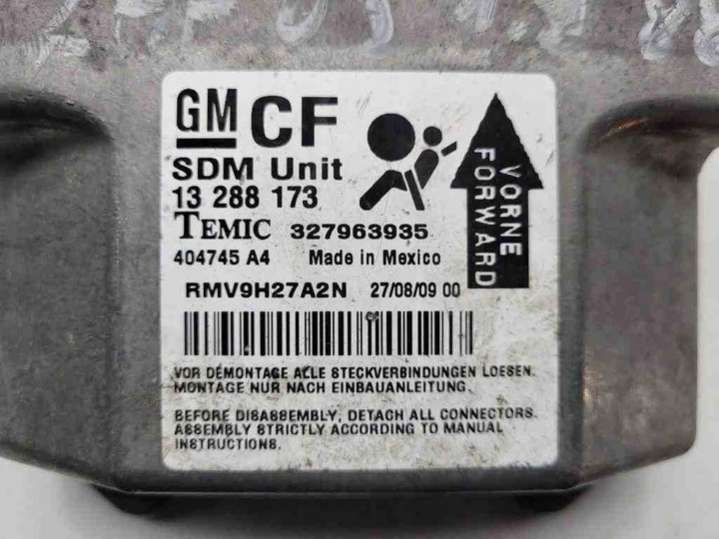 GM CF
SDM Unit
13 288 173
TEMIC 327963935
404745 A4 Made in Mexico
VORNE
FORWARD
RMV9H27A2N 27/08/09 00
VOR DEMONTAGE ALLE STECKVERBINDUNGEN LOESEN.
MONTAGE NUR NACH EINBAUANLEITUNG.
BEFORE DISASSEMBLY, DETACH ALL CONNECTORS.
ASSEMBLY STRICTLY ACCORDING TO MANUAL
INSTRUCTIONS.